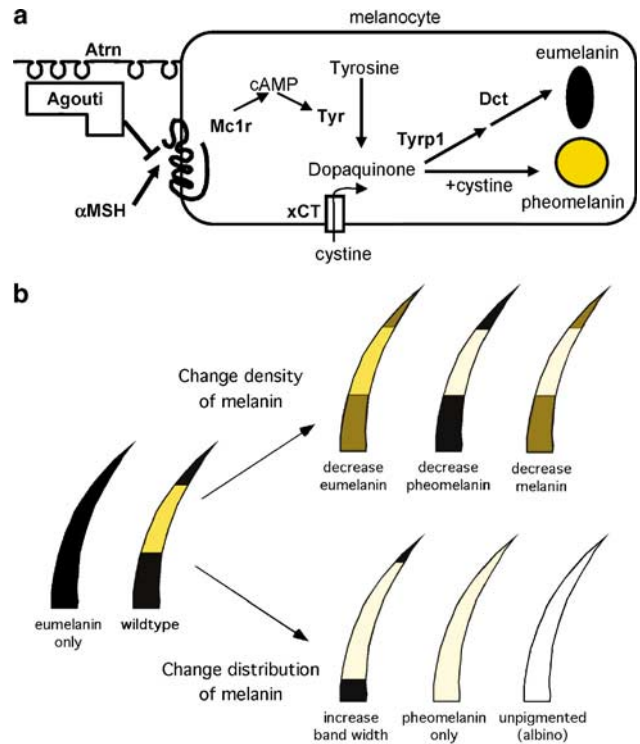 a
melanocyte
Atrn
Agouti
αMSH
Mc1r
cAMP
Tyr
Tyrosine
Dopaquinone
xCT
cystine
Tyrp1
Dct
+cystine
eumelanin
pheomelanin
b
Change density
of melanin
decrease
eumelanin
decrease
pheomelanin
decrease
melanin
eumelanin
only
wildtype
Change distribution
of melanin
increase
band width
pheomelanin
only
unpigmented
(albino)